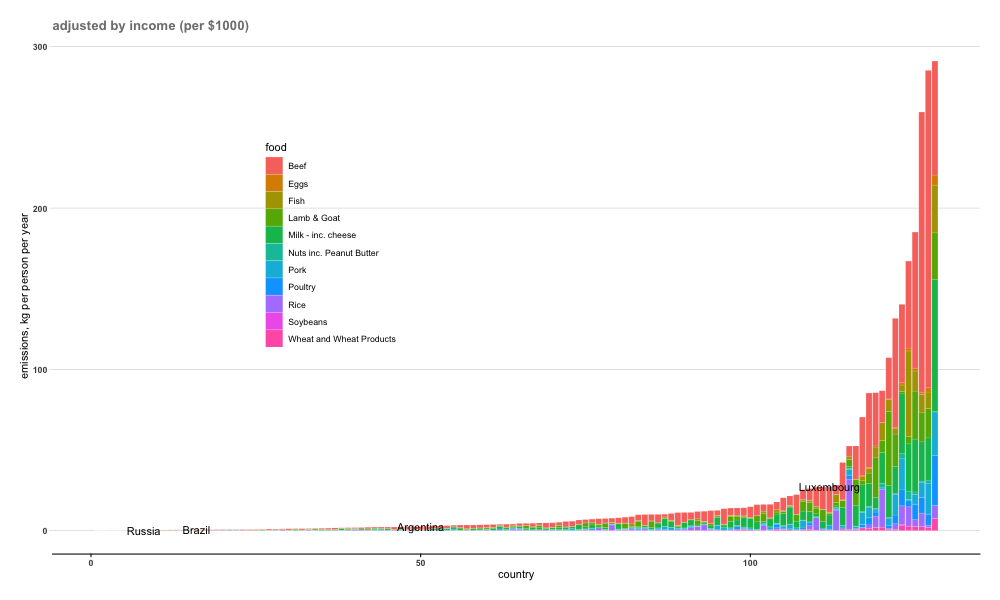 adjusted by income (per $1000)
300
200
100
0
emissions, kg per person per year
food
Beef
Eggs
Fish
Lamb & Goat
Milk - inc. cheese
Nuts inc. Peanut Butter
Pork
Poultry
Rice
Soybeans
Wheat and Wheat Products
Luxembourg
Russia
Brazil
Argentina
0
50
100
country